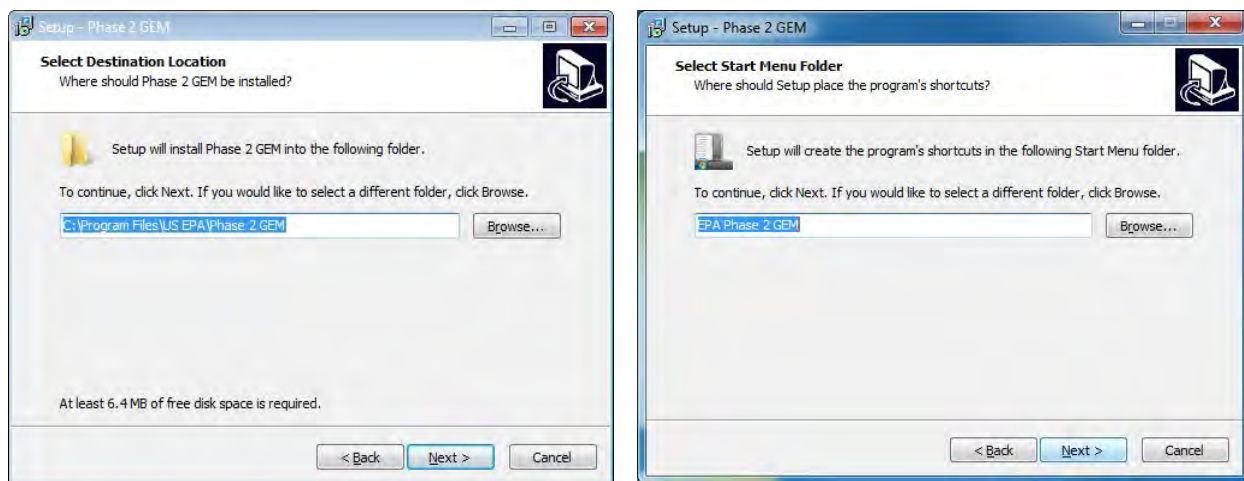 Setup - Phase 2 GEM
Select Destination Location
Where should Phase 2 GEM be installed?
Setup will install Phase 2 GEM into the following folder.
To continue, click Next. If you would like to select a different folder, click Browse.
C:\Program Files\US EPA\Phase 2 GEM
Browse...
At least 6.4 MB of free disk space is required.
< Back
Next >
Cancel
Setup - Phase 2 GEM
Select Start Menu Folder
Where should Setup place the program's shortcuts?
Setup will create the program's shortcuts in the following Start Menu folder.
To continue, click Next. If you would like to select a different folder, click Browse.
EPA Phase 2 GEM
Browse...
< Back
Next >
Cancel